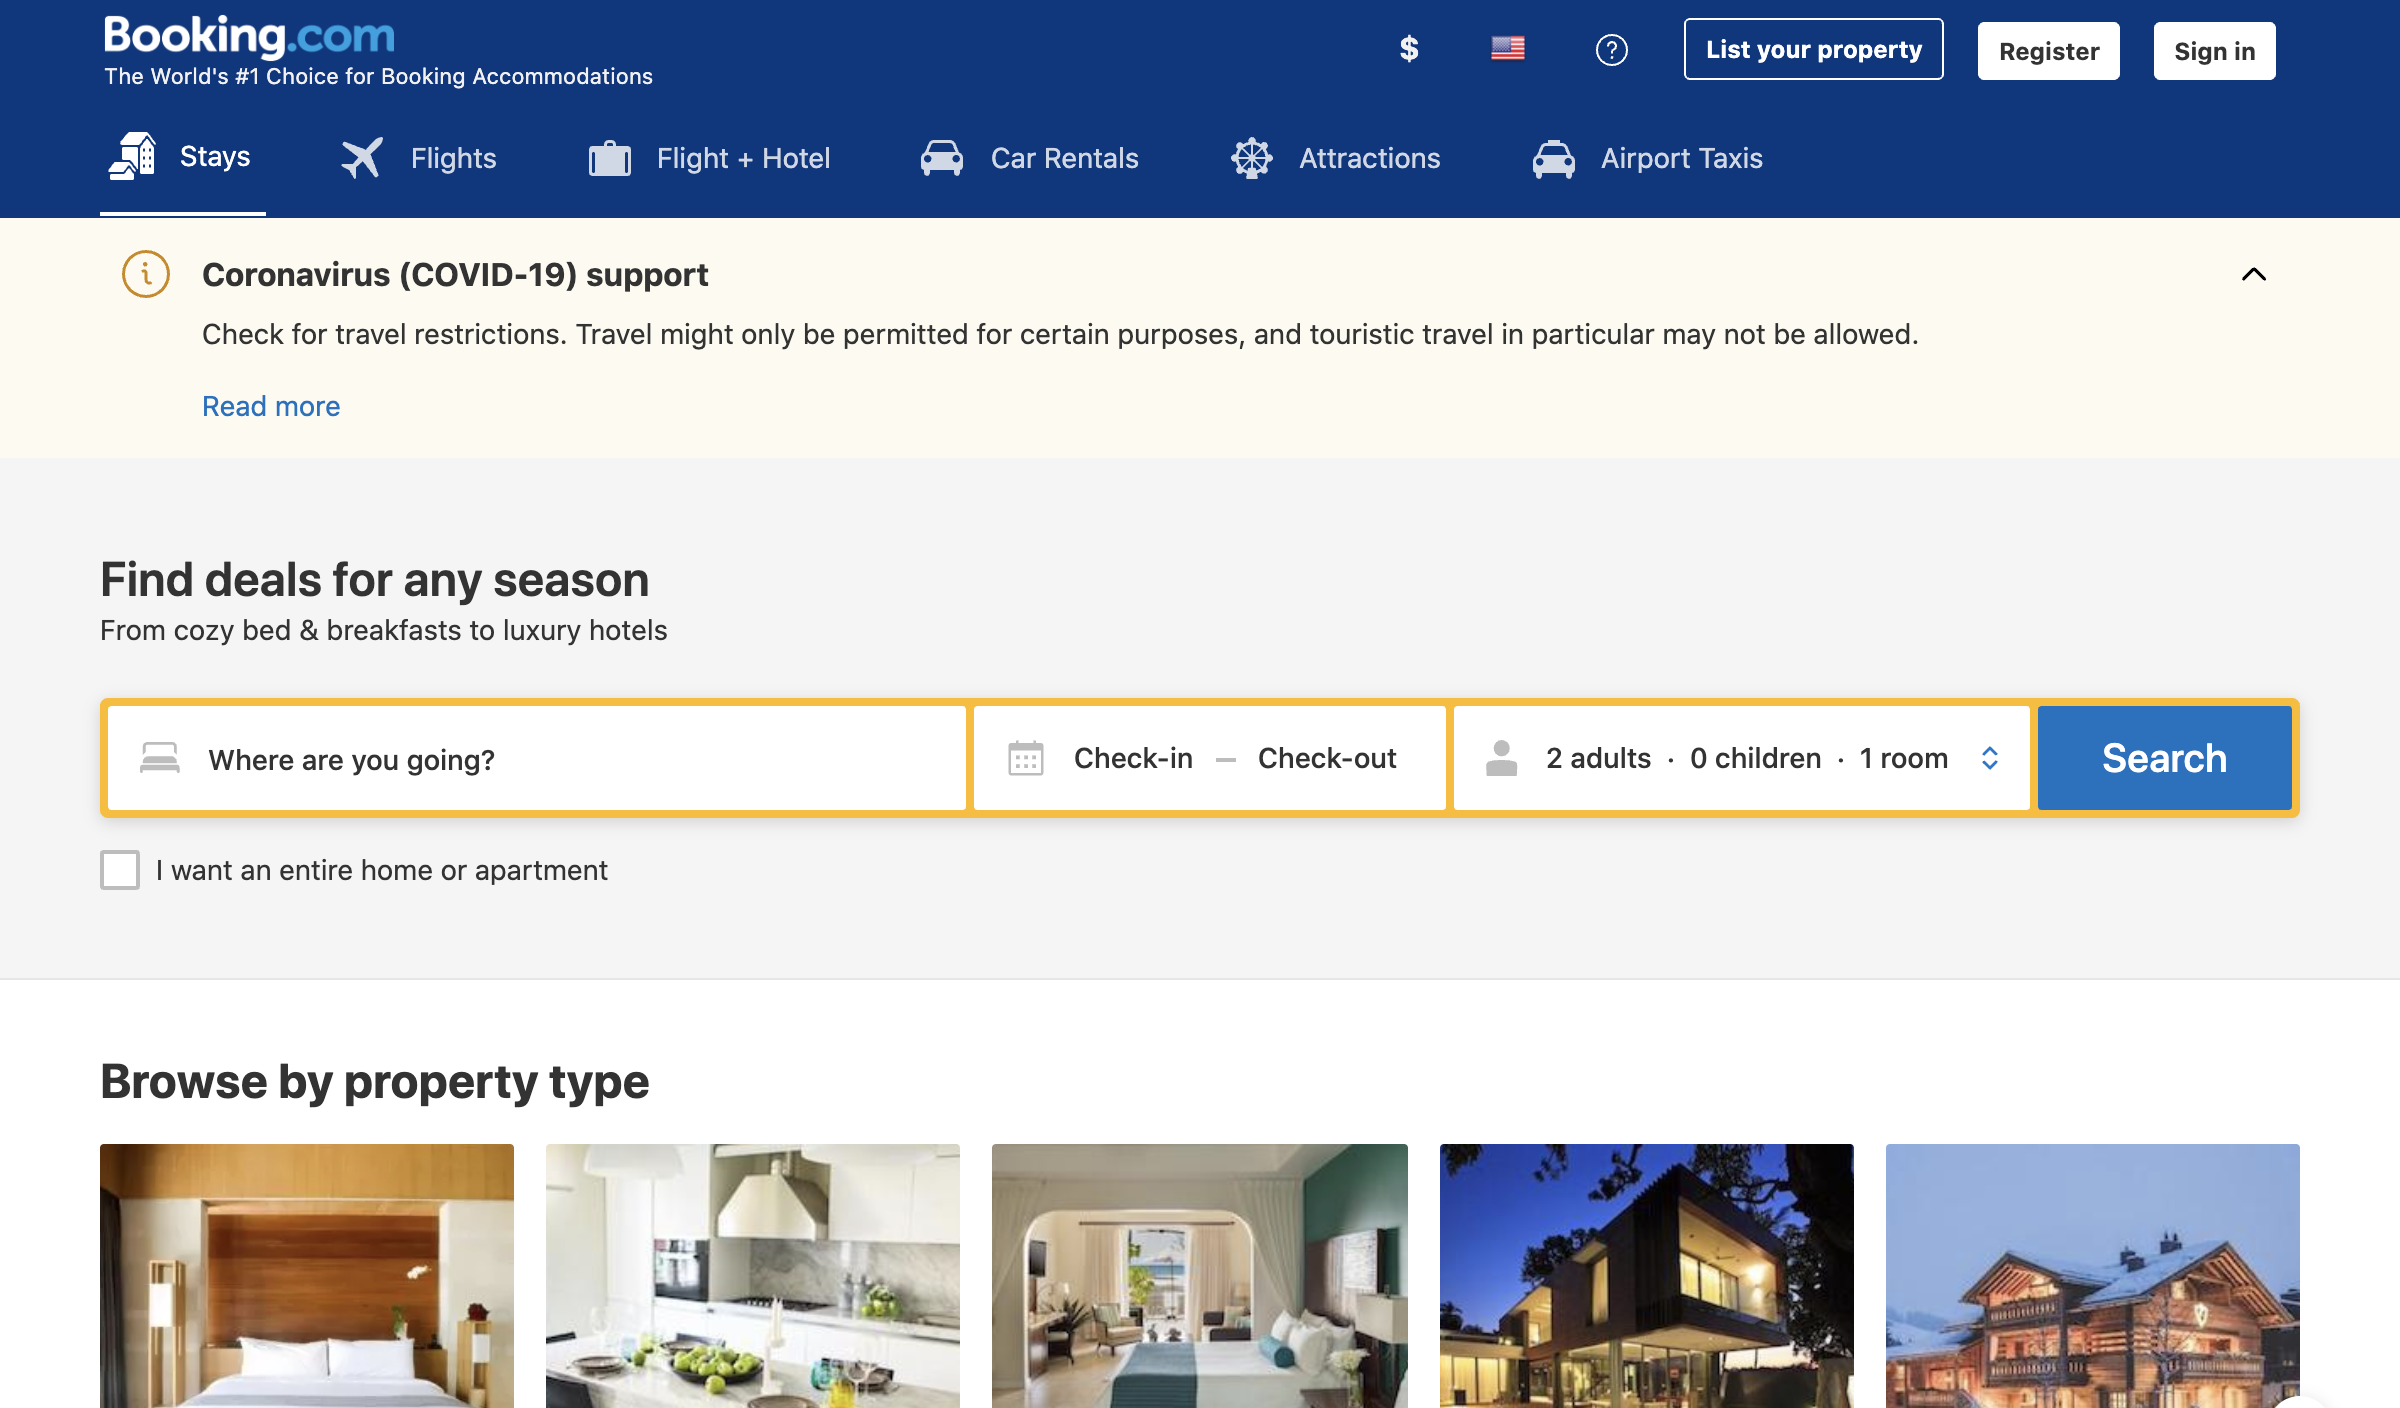 Booking.com
The World's #1 Choice for Booking Accommodations
$
?
List your property
Register
Sign in
Stays
Flights
Flight + Hotel
Car Rentals
Attractions
Airport Taxis
Coronavirus (COVID-19) support
Check for travel restrictions. Travel might only be permitted for certain purposes, and touristic travel in particular may not be allowed.
Read more
Find deals for any season
From cozy bed & breakfasts to luxury hotels
Where are you going?
Check-in — Check-out
2 adults · 0 children · 1 room
Search
I want an entire home or apartment
Browse by property type